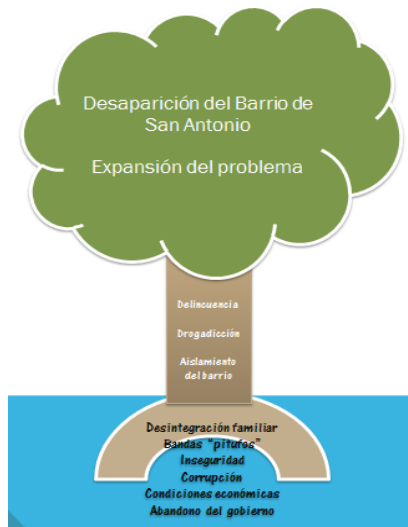 Desaparición del Barrio de
San Antonio
Expansión del problema
Delincuencia
Drogadicción
Aislamiento
del barrio
Desintegración familiar
Bandas "pitufos"
Inseguridad
Corrupción
Condiciones económicas
Abandono del gobierno